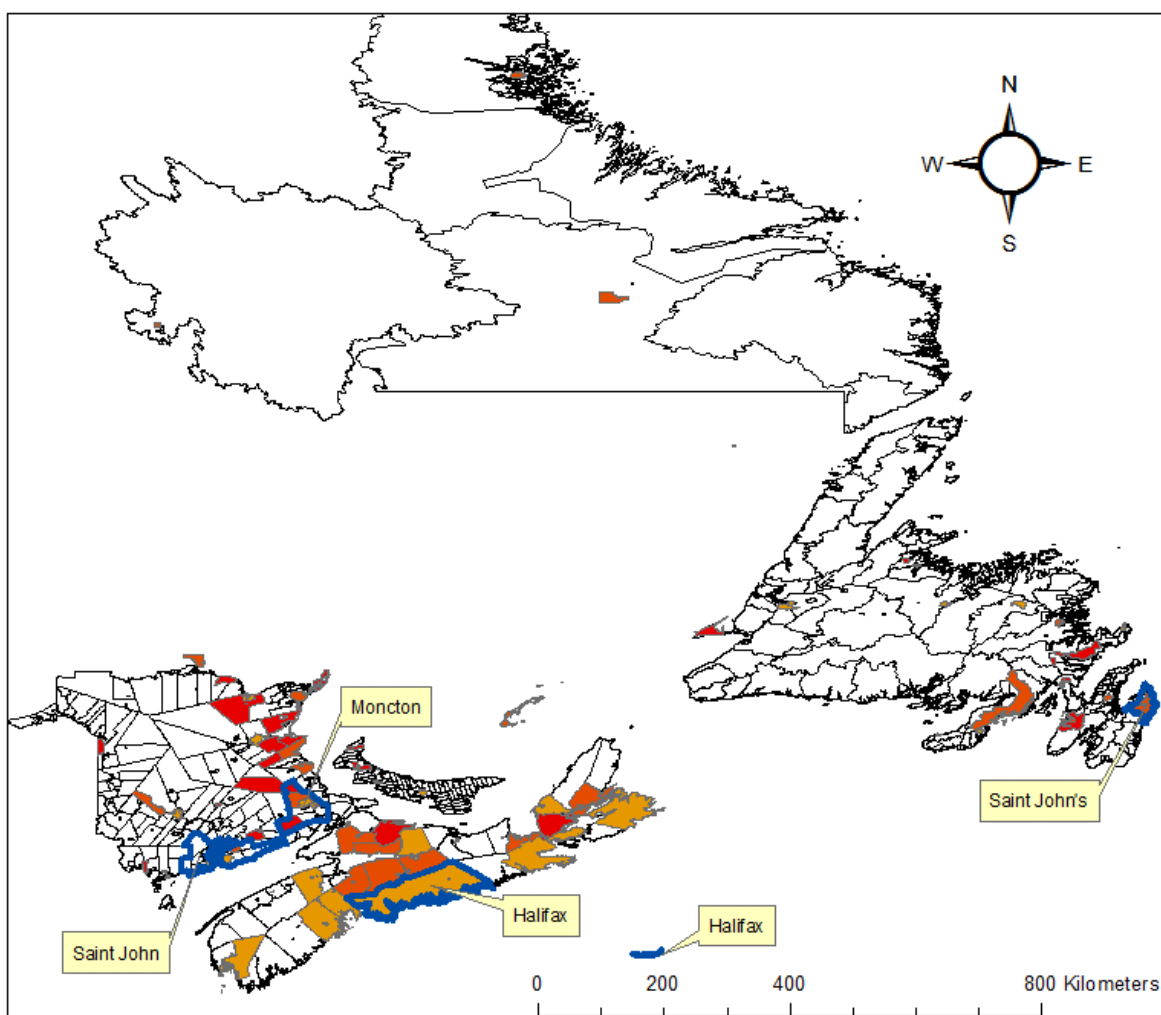 N
W
E
S
Moncton
Saint John's
Halifax
Halifax
Saint John
0
200
400
800 Kilometers